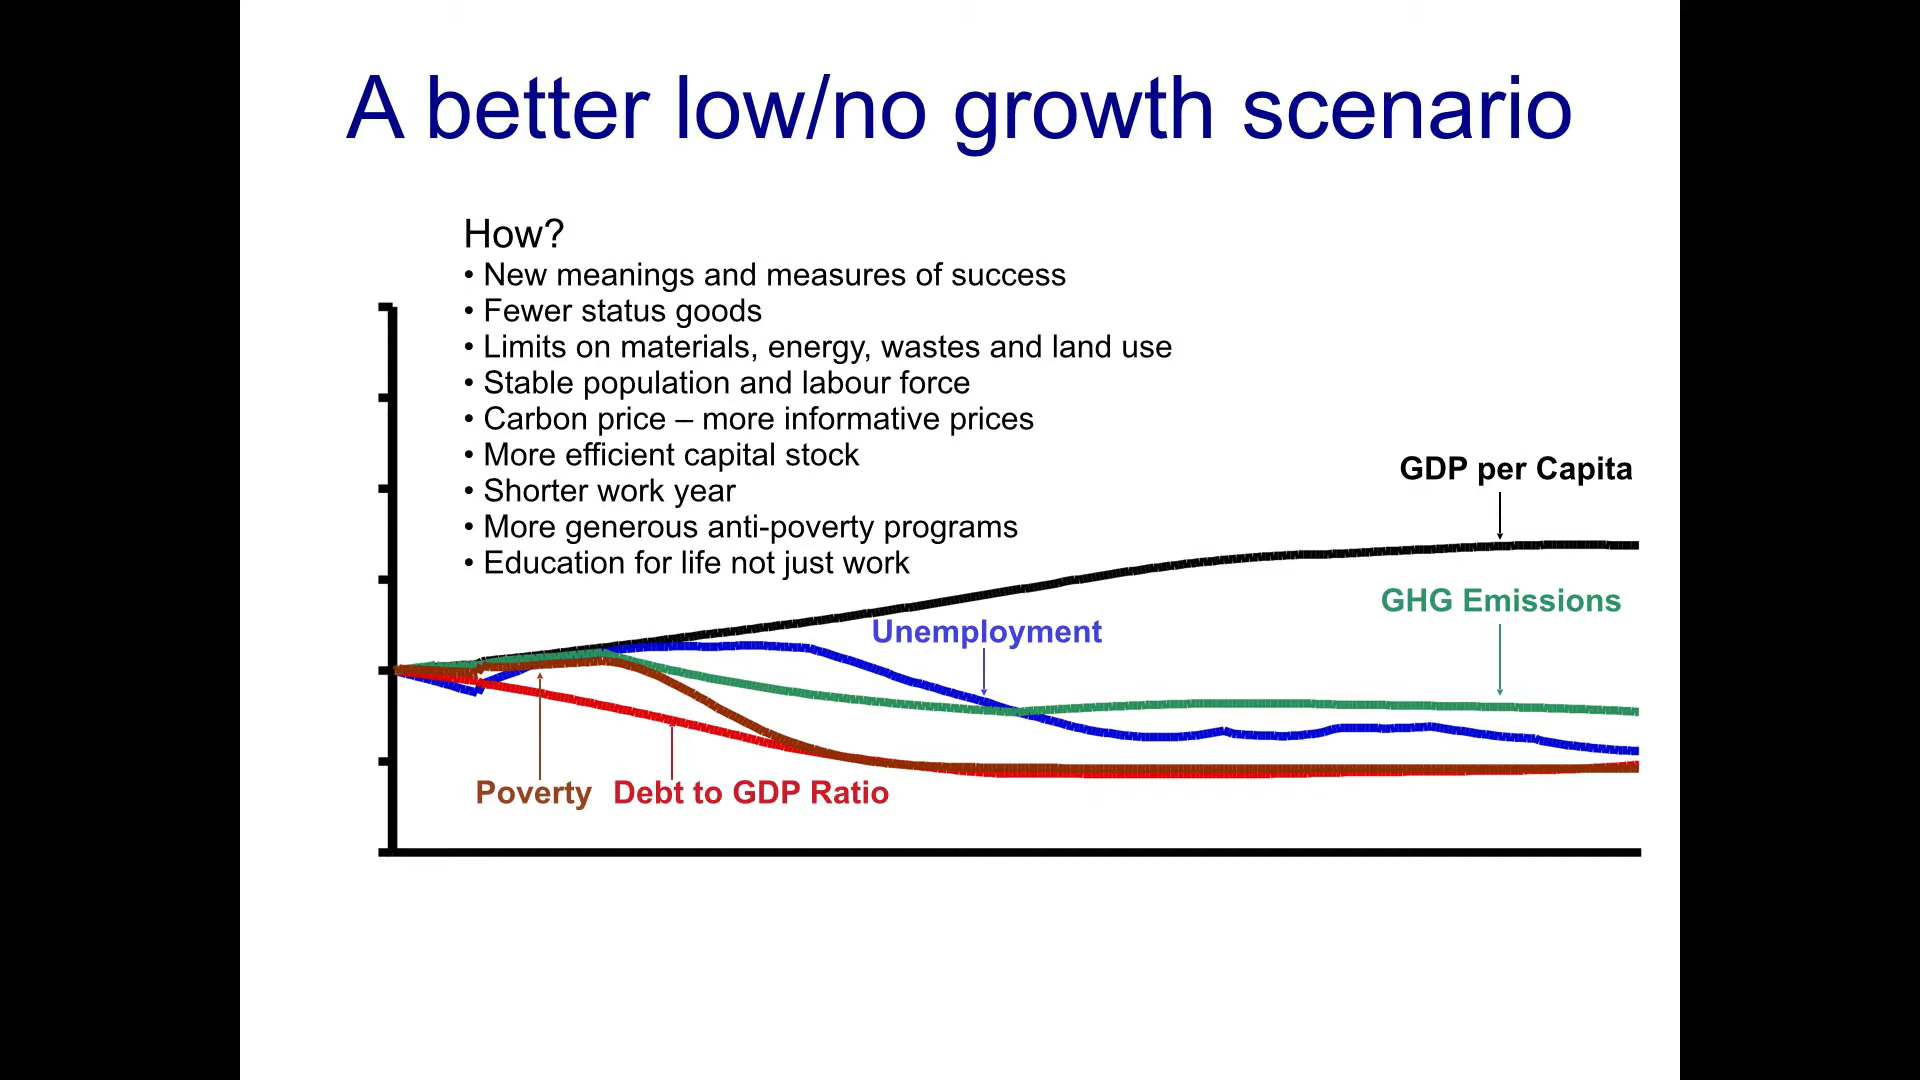 A better low/no growth scenario
How?
• New meanings and measures of success
• Fewer status goods
• Limits on materials, energy, wastes and land use
• Stable population and labour force
• Carbon price – more informative prices
• More efficient capital stock
• Shorter work year
• More generous anti-poverty programs
• Education for life not just work
GDP per Capita
GHG Emissions
Unemployment
Poverty
Debt to GDP Ratio